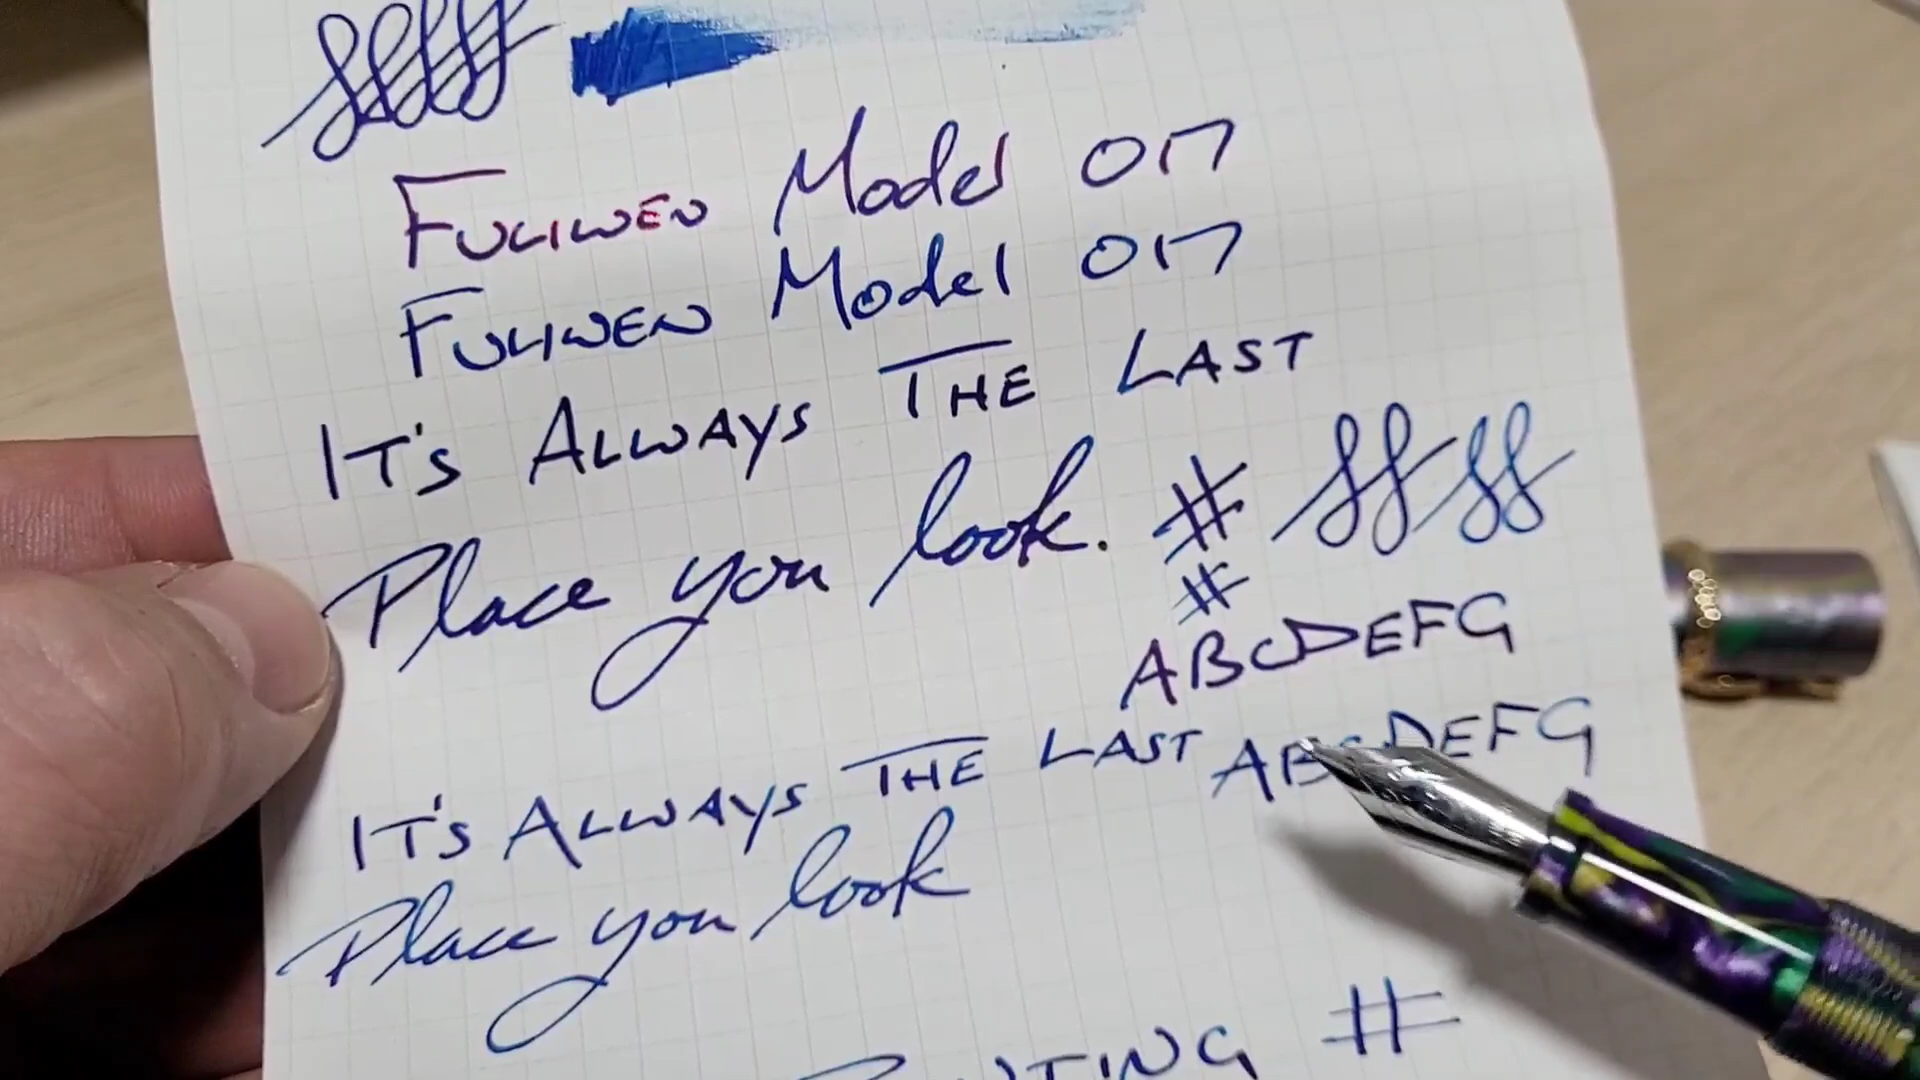 Fuliwen Model 017
Fuliwen Model 017
IT'S ALWAYS THE LAST
Place you look. #
#
ABCDEFG
IT'S ALWAYS THE LAST ABCDEFG
Place you look
#